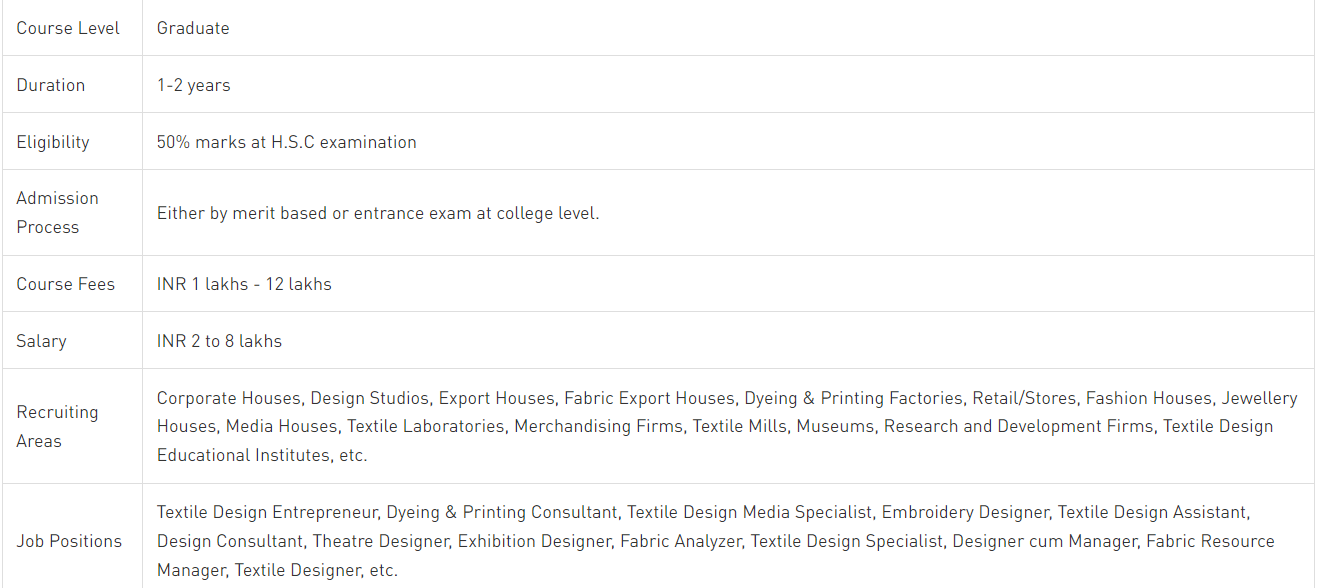 Course Level
Graduate
Duration
1-2 years
Eligibility
50% marks at H.S.C examination
Admission
Process
Either by merit based or entrance exam at college level.
Course Fees
INR 1 lakhs - 12 lakhs
Salary
INR 2 to 8 lakhs
Recruiting
Areas
Corporate Houses, Design Studios, Export Houses, Fabric Export Houses, Dyeing & Printing Factories, Retail/Stores, Fashion Houses, Jewellery
Houses, Media Houses, Textile Laboratories, Merchandising Firms, Textile Mills, Museums, Research and Development Firms, Textile Design
Educational Institutes, etc.
Job Positions
Textile Design Entrepreneur, Dyeing & Printing Consultant, Textile Design Media Specialist, Embroidery Designer, Textile Design Assistant,
Design Consultant, Theatre Designer, Exhibition Designer, Fabric Analyzer, Textile Design Specialist, Designer cum Manager, Fabric Resource
Manager, Textile Designer, etc.